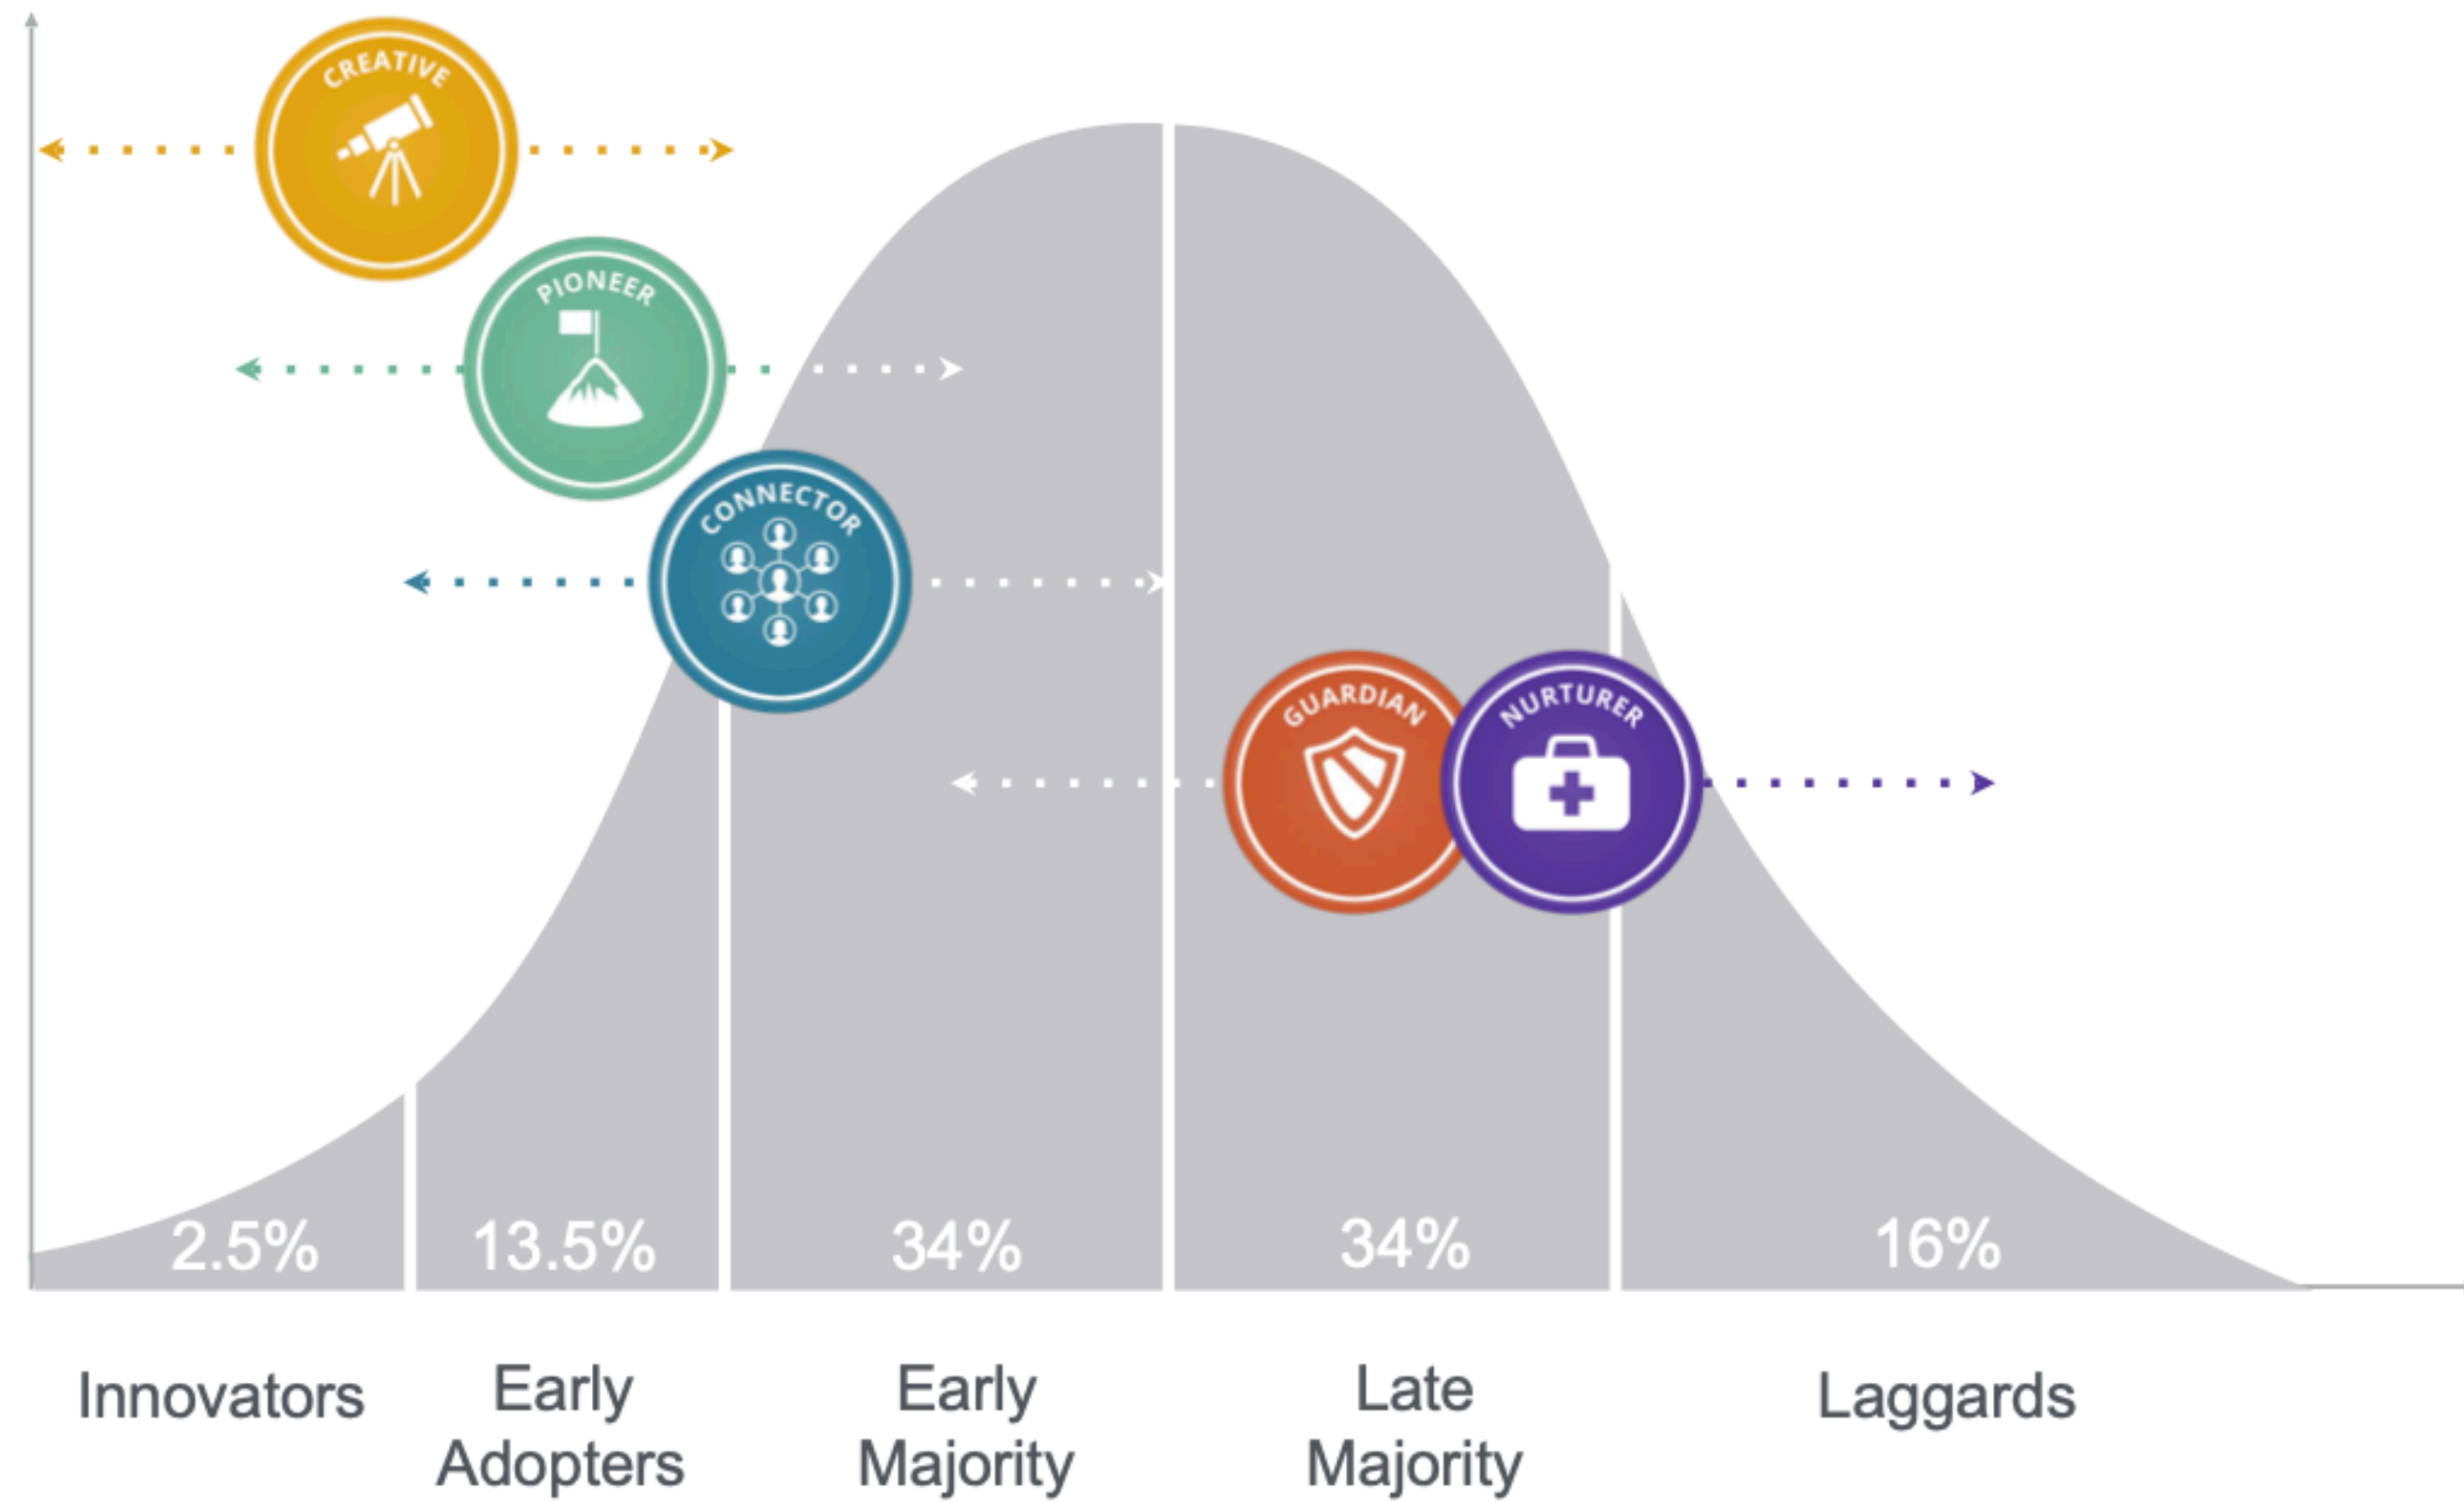 CREATIVE
PIONEER
CONNECTOR
GUARDIAN
NURTURER
2.5%
13.5%
34%
34%
16%
Innovators
Early
Adopters
Early
Majority
Late
Majority
Laggards